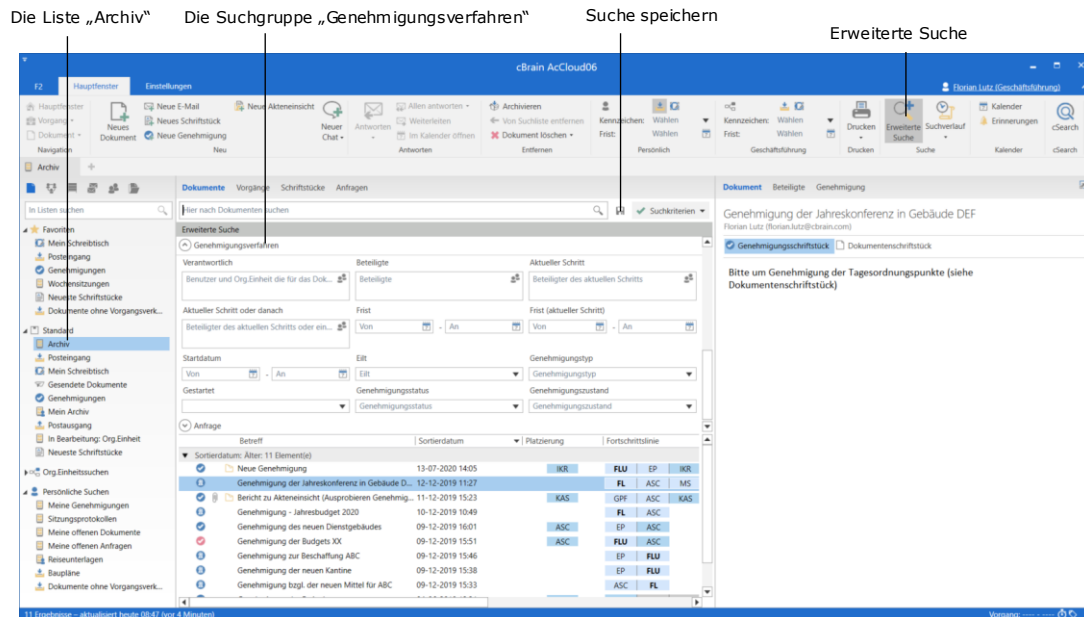 Die Liste „Archiv“ Die Suchgruppe „Genehmigungsverfahren“ Suche speichern
Erweiterte Suche
cBrain AcCloud06
F2 Hauptfenster Einstellungen Florian Lutz (Geschäftsführung)
Hauptfenster Neue E-Mail Neue Akteneinsicht Allen antworten Archivieren Kalender
Vorgang Neues Schriftstück Weiterleiten Von Suchliste entfernen Kennzeichen: Wählen Kennzeichen: Wählen Erinnerungen
Dokument Neues Dokument Neue Genehmigung Neuer Chat Antworten Im Kalender öffnen Dokument löschen Frist: Wählen Frist: Wählen Drucken Erweiterte Suche Suchverlauf cSearch
Navigation Neu Antworten Entfernen Persönlich Geschäftsführung Drucken Suche Kalender cSearch
Archiv +
Dokumente Vorgänge Schriftstücke Anfragen
In Listen suchen
Hier nach Dokumenten suchen Suchkriterien
Erweiterte Suche
Favoriten
Mein Schreibtisch
Posteingang
Genehmigungen
Wochensitzungen
Neueste Schriftstücke
Dokumente ohne Vorgangsverk...
Standard
Archiv
Posteingang
Mein Schreibtisch
Gesendete Dokumente
Genehmigungen
Mein Archiv
Postausgang
In Bearbeitung: Org.Einheit
Neueste Schriftstücke
Org.Einheitssuchen
Persönliche Suchen
Meine Genehmigungen
Sitzungsprotokollen
Meine offenen Dokumente
Meine offenen Anfragen
Reiseunterlagen
Baupläne
Dokumente ohne Vorgangsverk...
Genehmigungsverfahren
Verantwortlich Beteiligte Aktueller Schritt
Benutzer und Org.Einheit die für das Dok... Beteiligte Beteiligter des aktuellen Schritts
Aktueller Schritt oder danach Frist Frist (aktueller Schritt)
Beteiligter des aktuellen Schritts oder ein... Von - An Von - An
Startdatum Eilt Genehmigungstyp
Von - An Eilt Genehmigungstyp
Gestartet Genehmigungsstatus Genehmigungszustand
Genehmigungsstatus Genehmigungszustand
Anfrage
Betreff Sortierdatum Platzierung Fortschrittslinie
Sortierdatum: Älter: 11 Element(e)
Neue Genehmigung 13-07-2020 14:05 IKR FLU EP IKR
Genehmigung der Jahreskonferenz in Gebäude D... 12-12-2019 11:27 FL ASC MS
Bericht zu Akteneinsicht (Ausprobieren Genehmig... 11-12-2019 15:23 KAS GPF ASC KAS
Genehmigung - Jahresbudget 2020 10-12-2019 10:49 FL ASC
Genehmigung des neuen Dienstgebäudes 09-12-2019 16:01 ASC EP ASC
Genehmigung der Budgets XX 09-12-2019 15:51 ASC FLU ASC
Genehmigung zur Beschaffung ABC 09-12-2019 15:46 EP FLU
Genehmigung der neuen Kantine 09-12-2019 15:38 EP FLU
Genehmigung bzgl. der neuen Mittel für ABC 09-12-2019 15:33 ASC FL
Dokument Beteiligte Genehmigung
Genehmigung der Jahreskonferenz in Gebäude DEF
Florian Lutz (florian.lutz@cbrain.com)
Genehmigungsschriftstück Dokumentenschriftstück
Bitte um Genehmigung der Tagesordnungspunkte (siehe
Dokumentenschriftstück)
11 Ergebnisse – aktualisiert heute 08:47 (vor 4 Minuten) Vorgang: ---- - ----